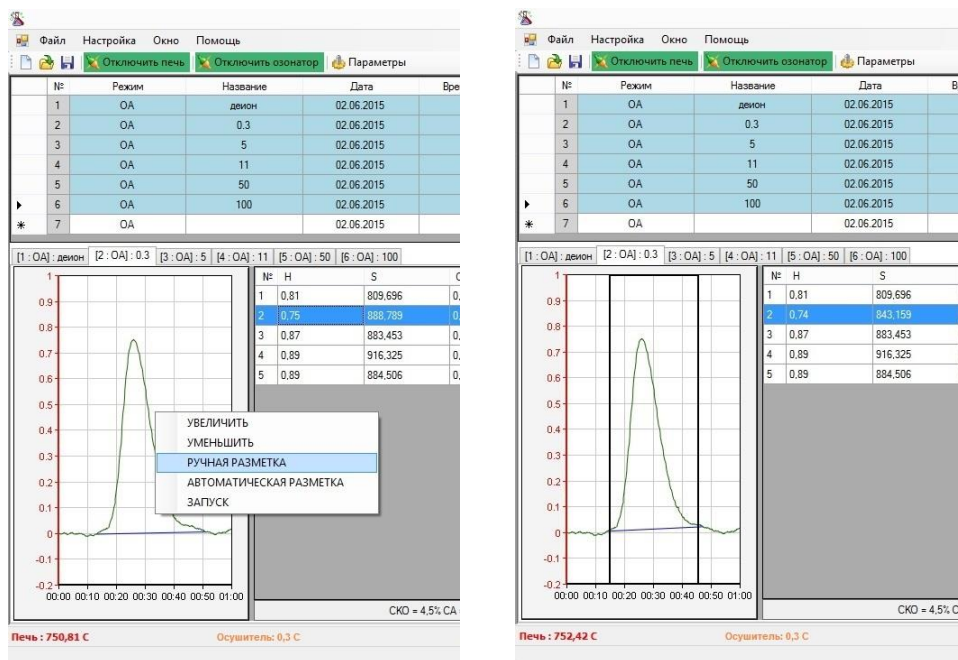 Файл Настройка Окно Помощь
Отключить печь Отключить озонатор Параметры
№ Режим Название Дата Вре
1 ОА деион 02.06.2015
2 ОА 0.3 02.06.2015
3 ОА 5 02.06.2015
4 ОА 11 02.06.2015
5 ОА 50 02.06.2015
6 ОА 100 02.06.2015
7 ОА 02.06.2015
[1 : ОА] : деион [2 : ОА] : 0.3 [3 : ОА] : 5 [4 : ОА] : 11 [5 : ОА] : 50 [6 : ОА] : 100
№ H S
1 0,81 809,696 0,
2 0,75 888,789 0,
3 0,87 883,453 0,
4 0,89 916,325 0,
5 0,89 884,506 0,
1
0.9
0.8
0.7
0.6
0.5
0.4
0.3
0.2
0.1
0
-0.1
-0.2
00:00 00:10 00:20 00:30 00:40 00:50 01:00
УВЕЛИЧИТЬ
УМЕНЬШИТЬ
РУЧНАЯ РАЗМЕТКА
АВТОМАТИЧЕСКАЯ РАЗМЕТКА
ЗАПУСК
СКО = 4,5% СА
Печь : 750,81 С Осушитель: 0,3 С
Файл Настройка Окно Помощь
Отключить печь Отключить озонатор Параметры
№ Режим Название Дата В
1 ОА деион 02.06.2015
2 ОА 0.3 02.06.2015
3 ОА 5 02.06.2015
4 ОА 11 02.06.2015
5 ОА 50 02.06.2015
6 ОА 100 02.06.2015
7 ОА 02.06.2015
[1 : ОА] : деион [2 : ОА] : 0.3 [3 : ОА] : 5 [4 : ОА] : 11 [5 : ОА] : 50 [6 : ОА] : 100
№ H S
1 0,81 809,696
2 0,74 843,159
3 0,87 883,453
4 0,89 916,325
5 0,89 884,506
1
0.9
0.8
0.7
0.6
0.5
0.4
0.3
0.2
0.1
0
-0.1
-0.2
00:00 00:10 00:20 00:30 00:40 00:50 01:00
СКО = 4,5% С
Печь : 752,42 С Осушитель: 0,3 С